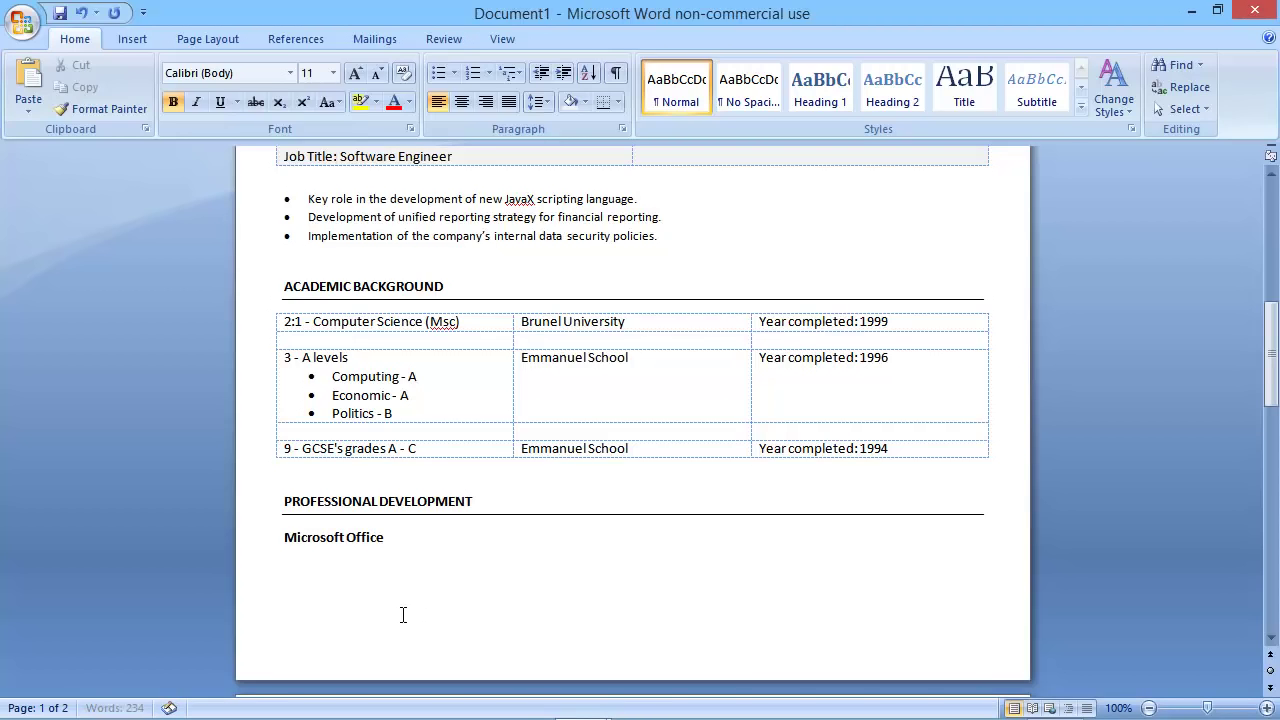 Document1 - Microsoft Word non-commercial use
Home Insert Page Layout References Mailings Review View
Paste
Cut
Copy
Format Painter
Clipboard
Calibri (Body) 11
Font
Paragraph
AaBbCcDc AaBbCcDc AaBbC AaBbCc AaB AaBbCc.
¶ Normal ¶ No Spaci... Heading 1 Heading 2 Title Subtitle
Change Styles
Styles
Find
Replace
Select
Editing
Job Title: Software Engineer
• Key role in the development of new JavaX scripting language.
• Development of unified reporting strategy for financial reporting.
• Implementation of the company's internal data security policies.
ACADEMIC BACKGROUND
2:1 - Computer Science (Msc) Brunel University Year completed: 1999
3 - A levels Emmanuel School Year completed: 1996
• Computing - A
• Economic - A
• Politics - B
9 - GCSE's grades A - C Emmanuel School Year completed: 1994
PROFESSIONAL DEVELOPMENT
Microsoft Office
Page: 1 of 2 Words: 234 100%